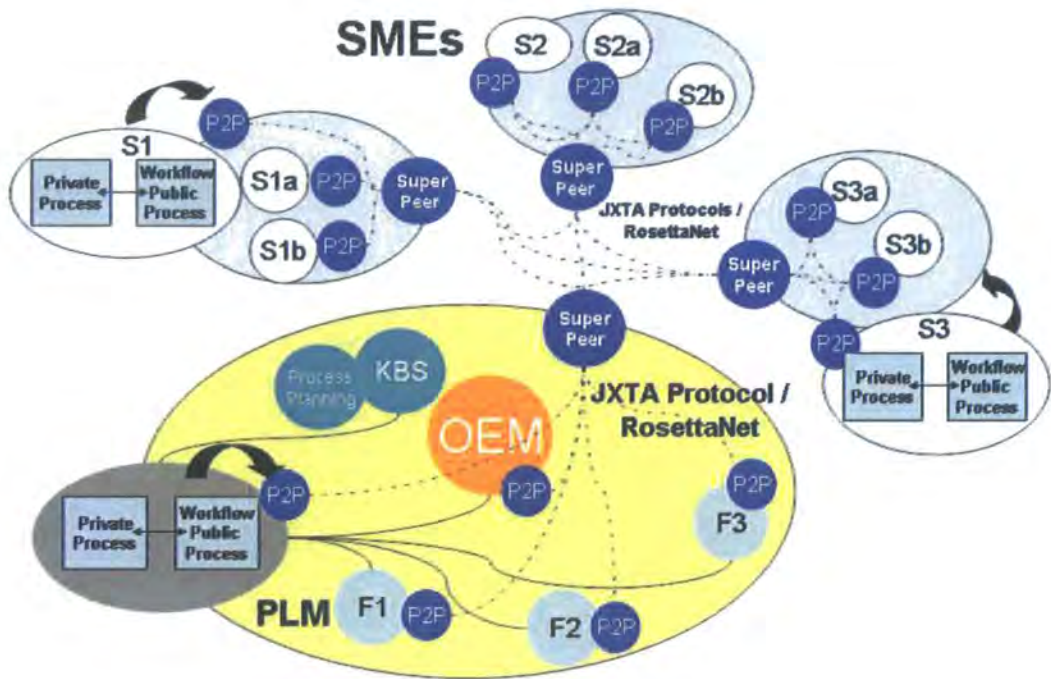 SMEs
S2
S2a
P2P
P2P
S2b
P2P
P2P
S1
Private
Process
Workflow
Public
Process
S1a
P2P
S1b
P2P
Super
Peer
Super
Peer
JXTA Protocols /
RosettaNet
S3a
P2P
S3b
P2P
Super
Peer
P2P
S3
Private
Process
Workflow
Public
Process
Super
Peer
Process
Planning
KBS
OEM
JXTA Protocol /
RosettaNet
P2P
P2P
P2P
F3
Private
Process
Workflow
Public
Process
PLM
F1
P2P
F2
P2P